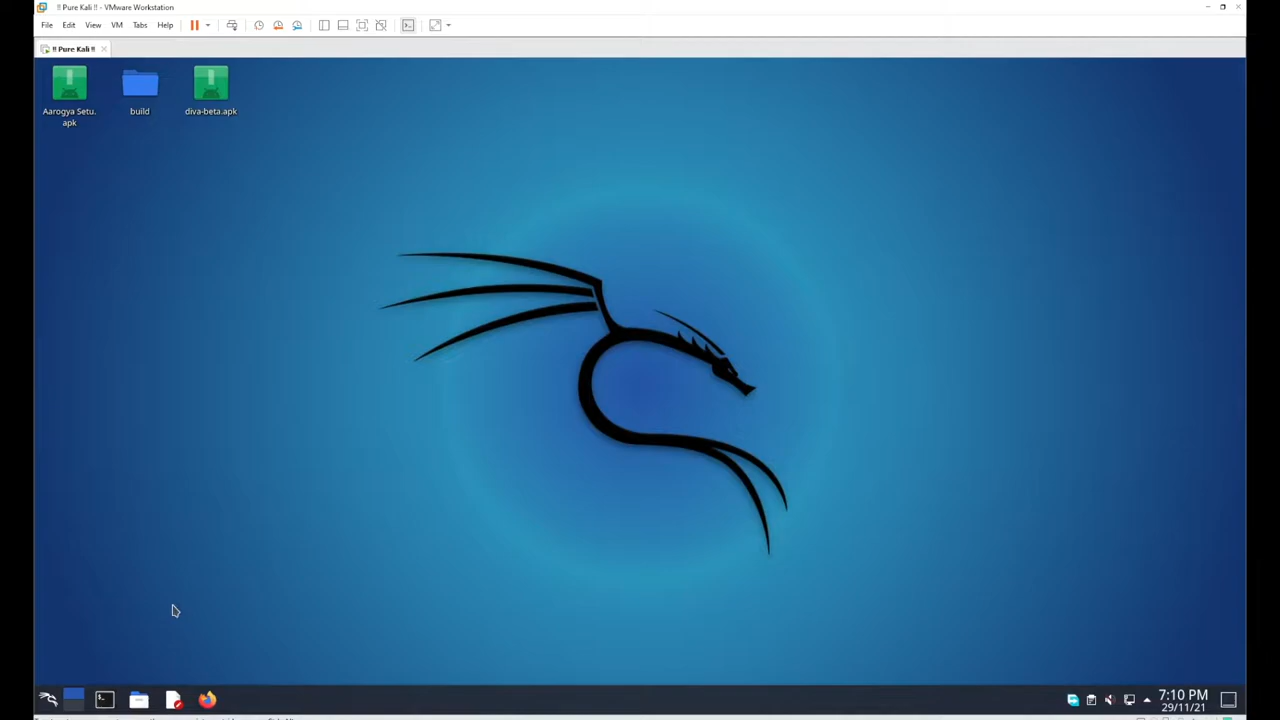 !! Pure Kali !! - VMware Workstation
File Edit View VM Tabs Help
!! Pure Kali !!
Aarogya Setu.
apk
build
diva-beta.apk
7:10 PM
29/11/21